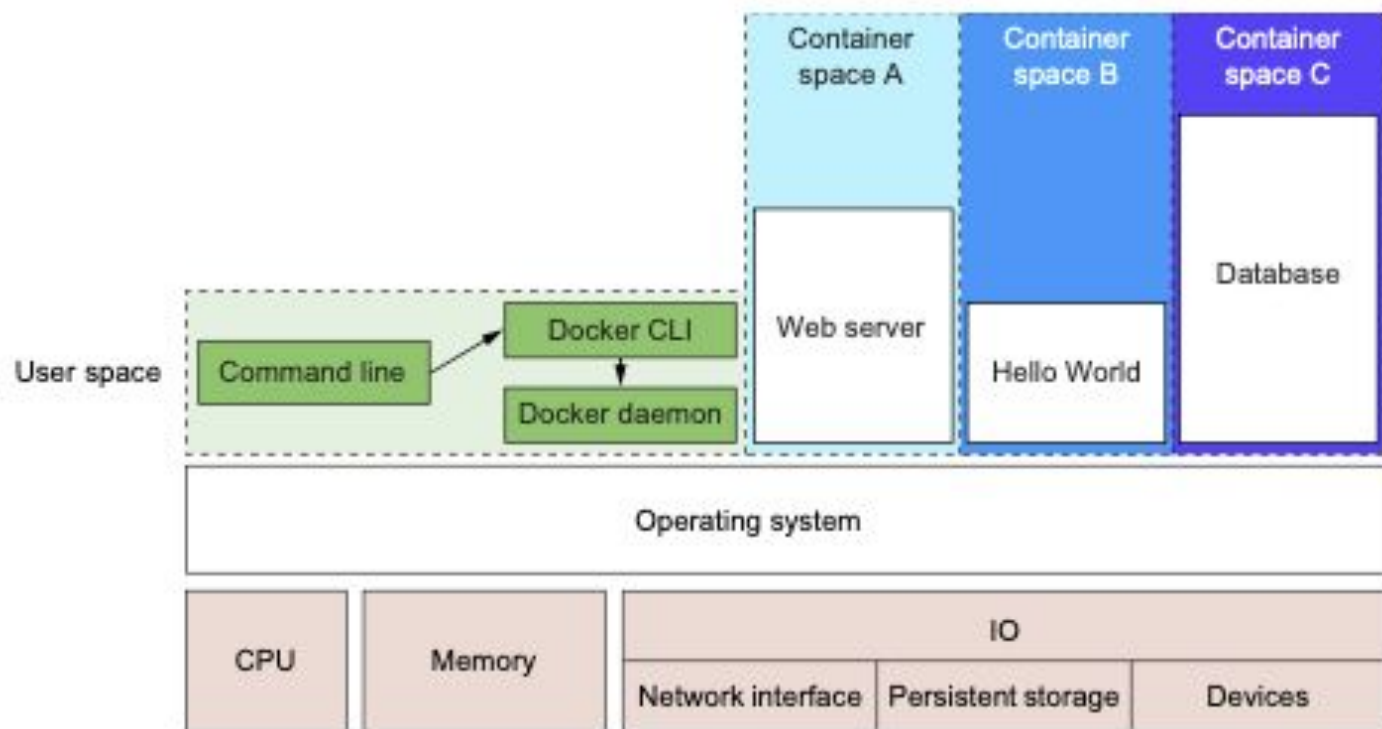 Container
space A
Container
space B
Container
space C
Database
Web server
Docker CLI
User space
Command line
Hello World
Docker daemon
Operating system
IO
CPU
Memory
Network interface
Persistent storage
Devices